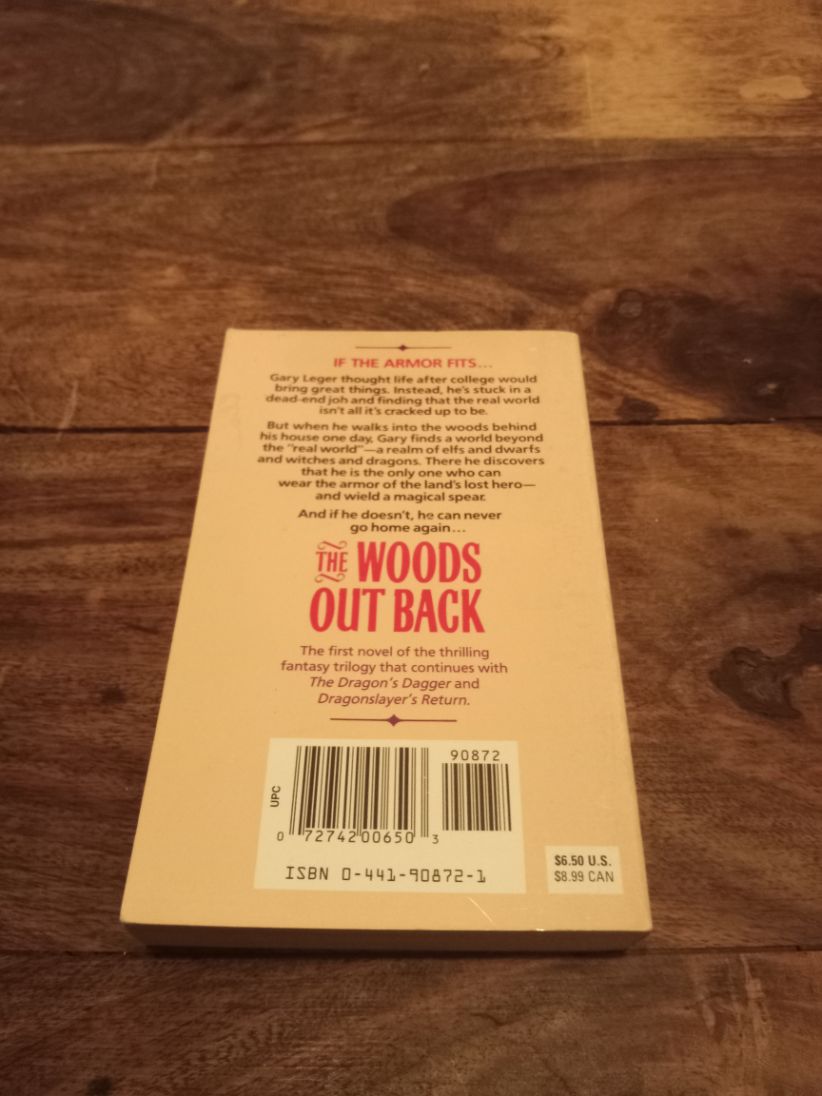 IF THE ARMOR FITS...
Gary Leger thought life after college would
bring great things. Instead, he's stuck in a
dead-end job and finding that the real world
isn't all it's cracked up to be.
But when he walks into the woods behind
his house one day, Gary finds a world beyond
the "real world"—a realm of elfs and dwarfs
and witches and dragons. There he discovers
that he is the only one who can
wear the armor of the land's lost hero—
and wield a magical spear.
And if he doesn't, he can never
go home again...
THE WOODS
OUT BACK
The first novel of the thrilling
fantasy trilogy that continues with
The Dragon's Dagger and
Dragonslayer's Return.
90872
UPC
0 72742 00650 3
ISBN 0-441-90872-1
$6.50 U.S.
$8.99 CAN